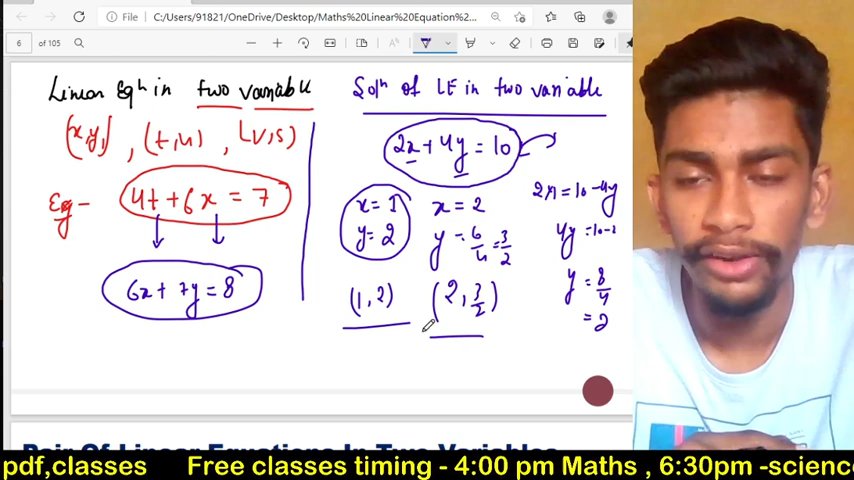 C:/Users/91821/OneDrive/Desktop/Maths%20Linear%20Equation%2C...
6 of 105
Linear Eqn in two variable
(x,y), (t,u), (v,s)
Eg- 4t + 6x = 7
6x + 7y = 8
Soln of LE in two variable
2x + 4y = 10
x = 1
y = 2
(1, 2)
x = 2
y = 6/4 = 3/2
(2, 3/2)
2x = 10 - 4y
4y = 10 - 2
y = 8/4
= 2
Pair Of Linear Equations In Two Variables
pdf,classes Free classes timing - 4:00 pm Maths , 6:30pm -science